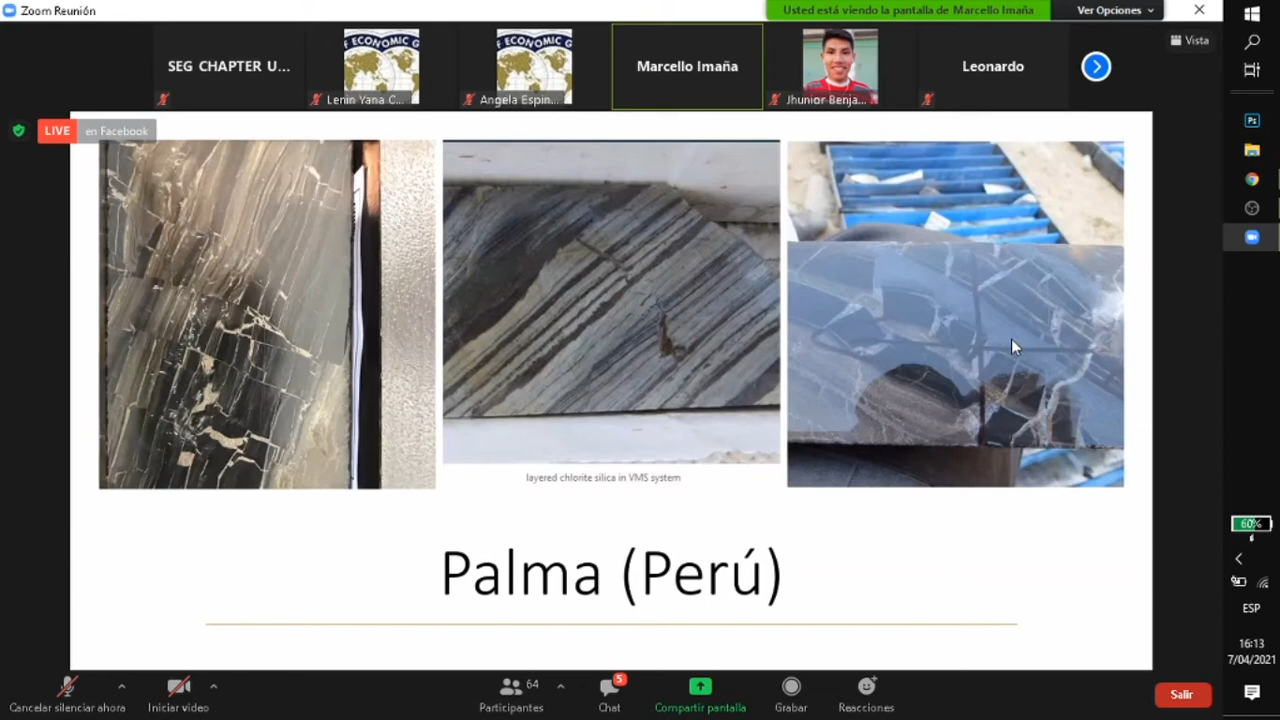 Zoom Reunión
Usted está viendo la pantalla de Marcello Imaña
Ver Opciones
Vista
SEG CHAPTER U...
F ECONOMIC G
Lenin Yana C...
F ECONOMIC G
Angela Espin...
Marcello Imaña
Jhunior Benja...
Leonardo
LIVE
en Facebook
Ps
layered chlorite silica in VMS system
Palma (Perú)
60%
ESP
16:13
7/04/2021
Cancelar silenciar ahora
Iniciar video
64
Participantes
5
Chat
Compartir pantalla
Grabar
Reacciones
Salir